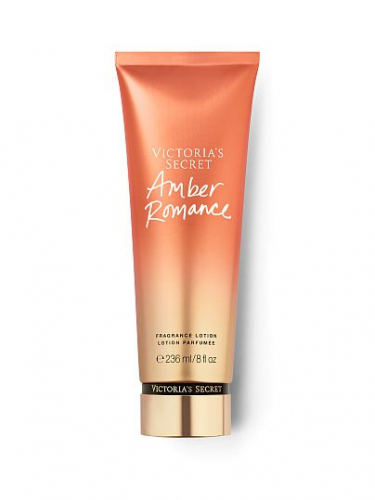 VICTORIA'S
SECRET
Amber
Romance
FRAGRANCE LOTION
LOTION PARFUMÉE
℮ 236 ml/8 fl oz
VICTORIA'S SECRET